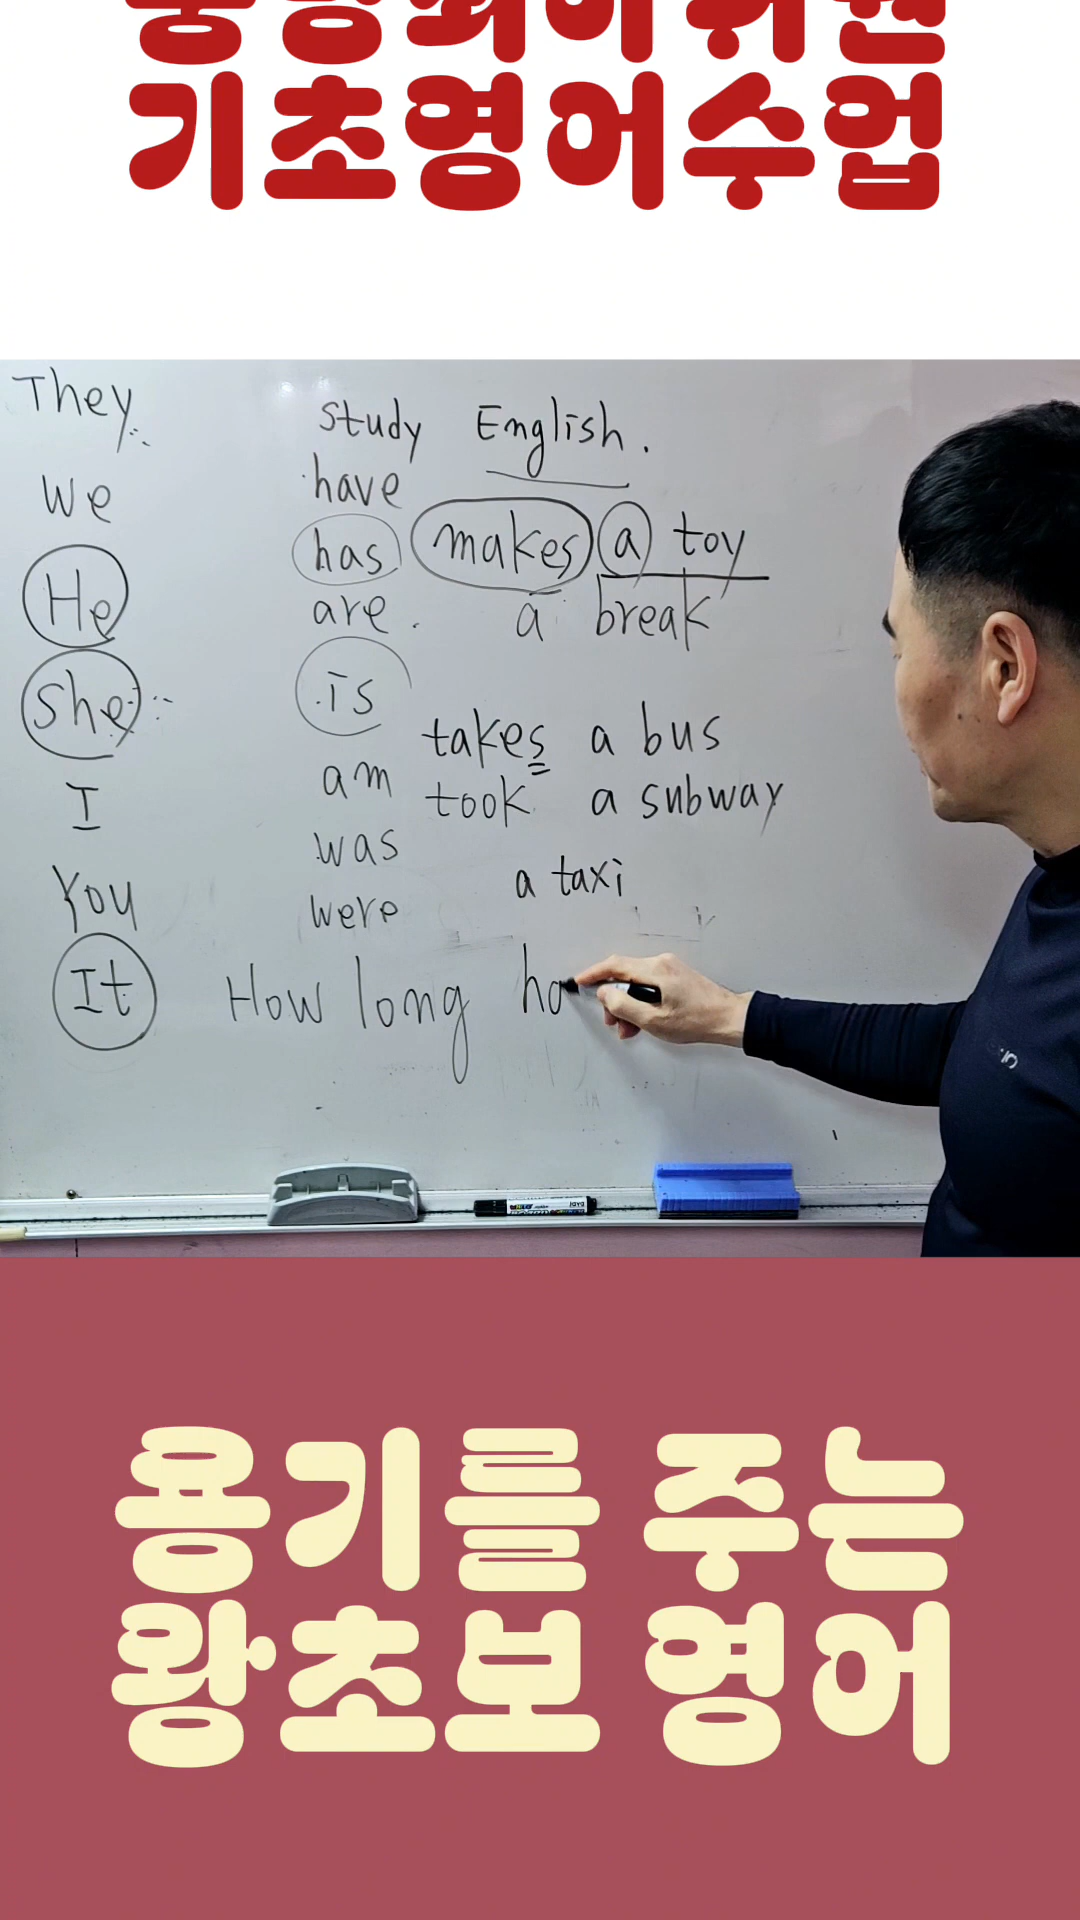 기초영어수업
They
study English.
we
have
has makes a toy
He
are. a break
she
is
takes a bus
I
am took a subway
was
You
a taxi
were
It How long ha
용기를 주는
왕초보 영어